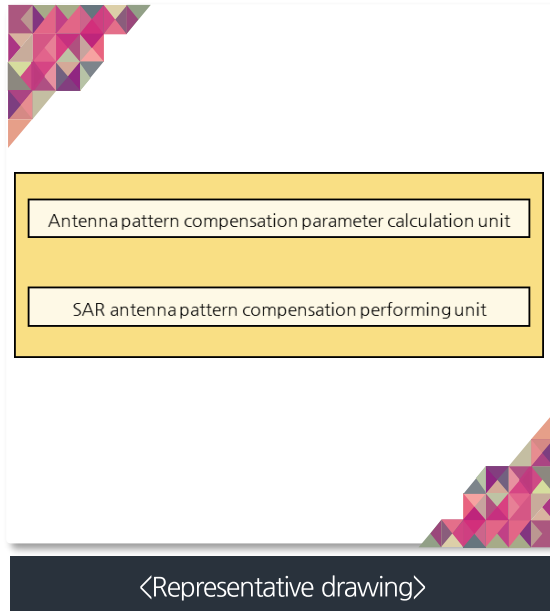 Antenna pattern compensation parameter calculation unit
SAR antenna pattern compensation performing unit
<Representative drawing>